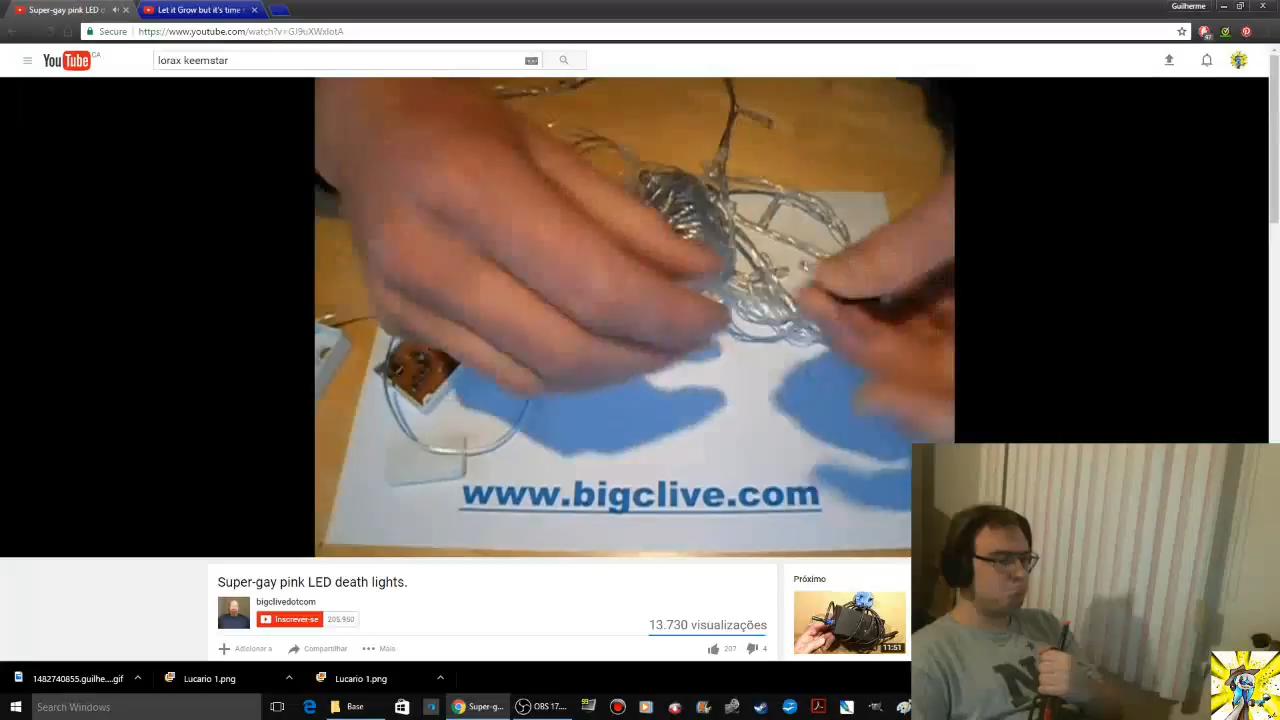 Super-gay pink LED d
Let it Grow but it's time
Guilherme
Secure
https://www.youtube.com/watch?v=GJ9uXWxIotA
YouTube CA
lorax keemstar
www.bigclive.com
Super-gay pink LED death lights.
bigclivedotcom
Inscrever-se 205.950
13.730 visualizações
Adicionar a
Compartilhar
Mais
207
4
Próximo
11:51
1482740855.guilhe....gif
Lucario 1.png
Lucario 1.png
Search Windows
Base
Super-g...
OBS 17....
N